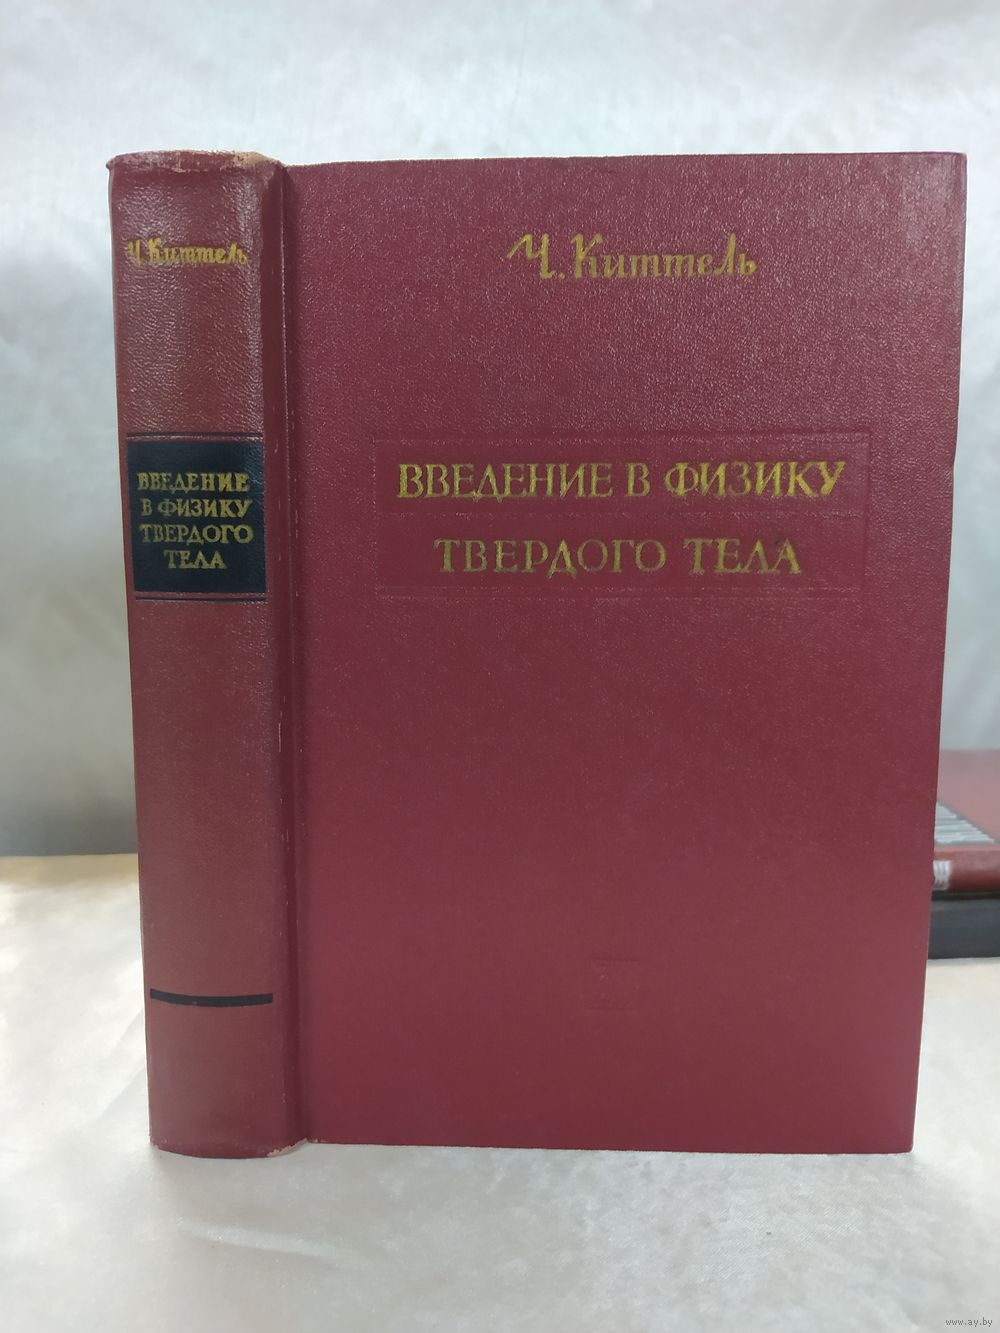 Ч. Киттель
ВВЕДЕНИЕ
В ФИЗИКУ
ТВЕРДОГО
ТЕЛА
Ч. Киттель
ВВЕДЕНИЕ В ФИЗИКУ
ТВЕРДОГО ТЕЛА
www.ay.by